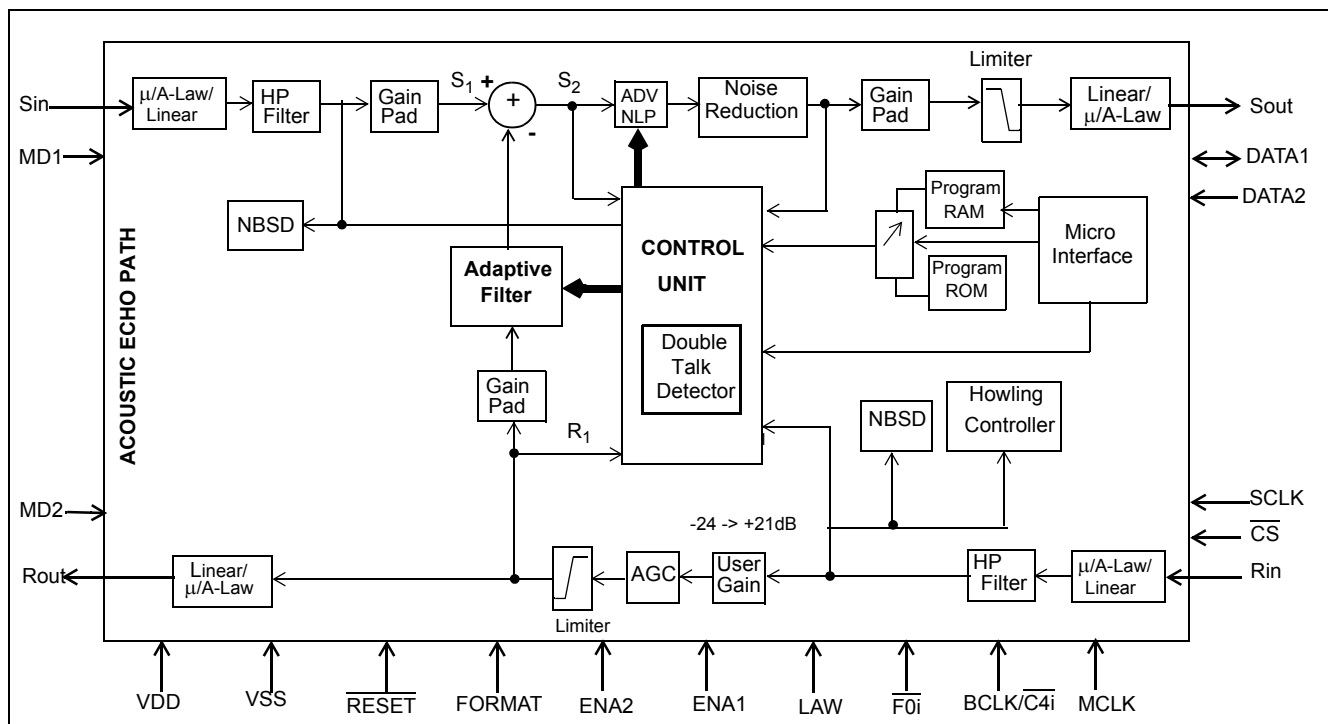 Limiter
Sin
MD1
μ/A-Law/
Linear
HP
Filter
Gain
Pad
S1
+
+
-
S2
ADV
NLP
Noise
Reduction
Gain
Pad
Linear/
μ/A-Law
Sout
DATA1
DATA2
NBSD
Adaptive
Filter
CONTROL
UNIT
Double
Talk
Detector
Program
RAM
Program
ROM
Micro
Interface
ACOUSTIC ECHO PATH
Gain
Pad
R1
NBSD
Howling
Controller
MD2
Rout
Linear/
μ/A-Law
Limiter
AGC
User
Gain
-24 -> +21dB
HP
Filter
μ/A-Law/
Linear
SCLK
CS
Rin
VDD
VSS
RESET
FORMAT
ENA2
ENA1
LAW
F0i
BCLK/C4i
MCLK